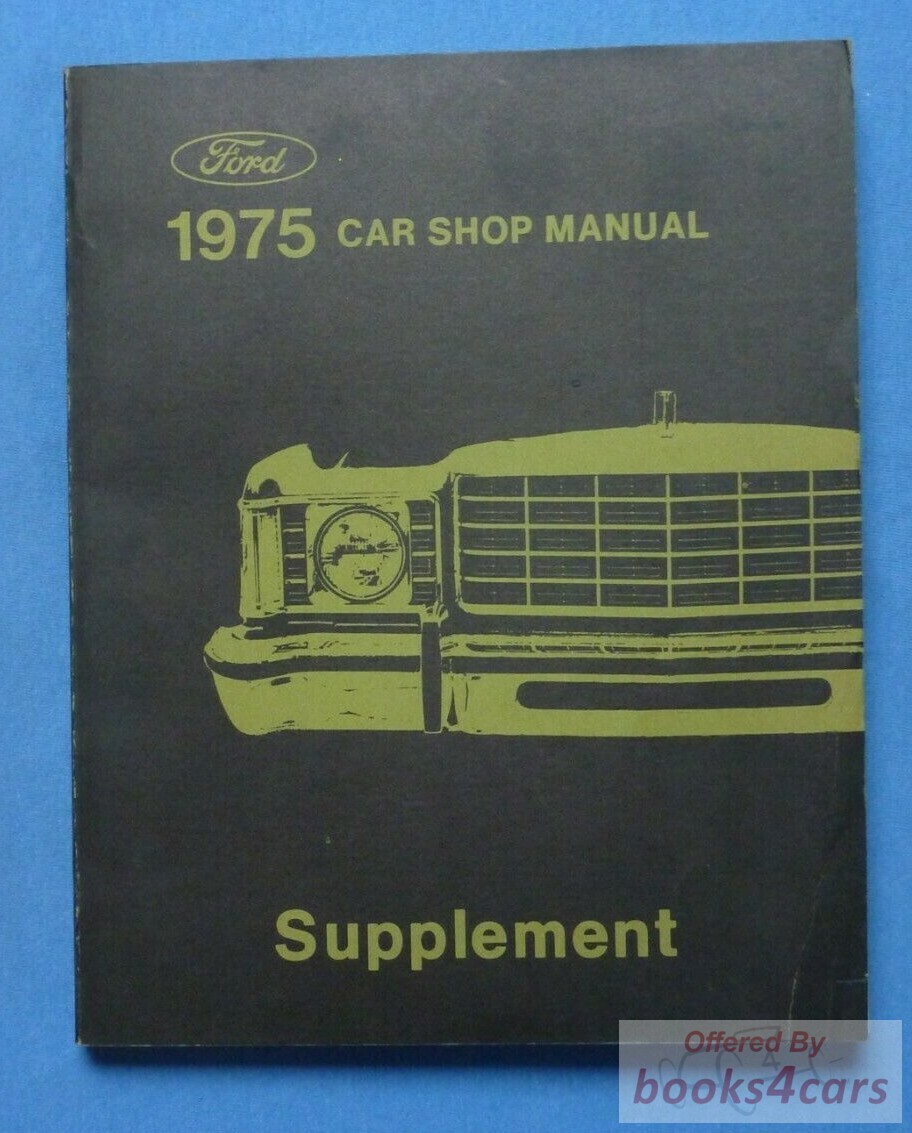 Ford
1975 CAR SHOP MANUAL
Supplement
Offered By
books4cars